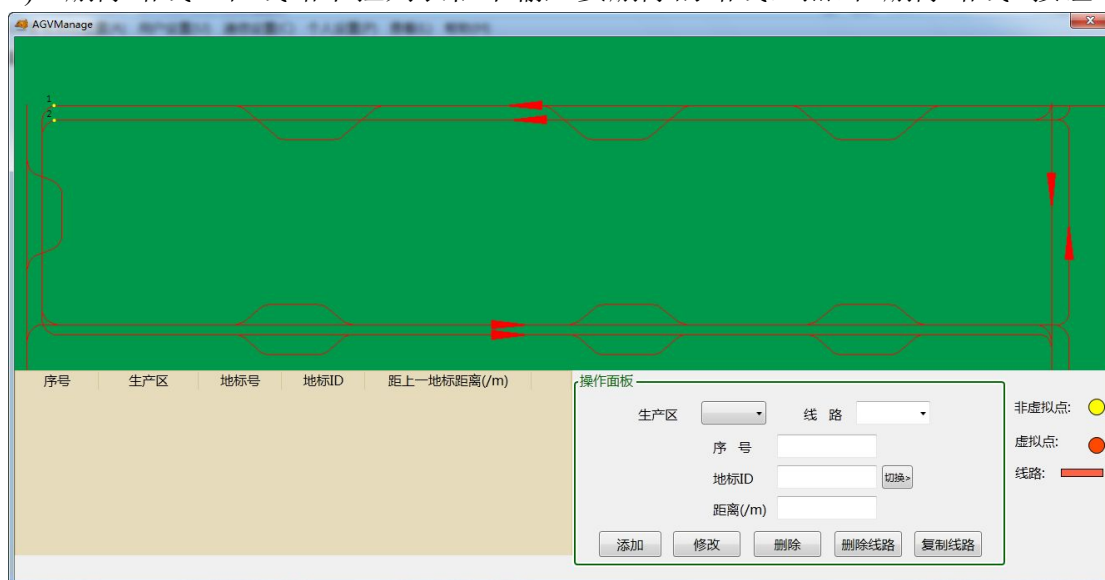 AGVManage
1
2
序号 生产区 地标号 地标ID 距上一地标距离(/m)
操作面板
生产区 线 路
序 号
地标ID 切换>
距离(/m)
添加 修改 删除 删除线路 复制线路
非虚拟点:
虚拟点:
线路: